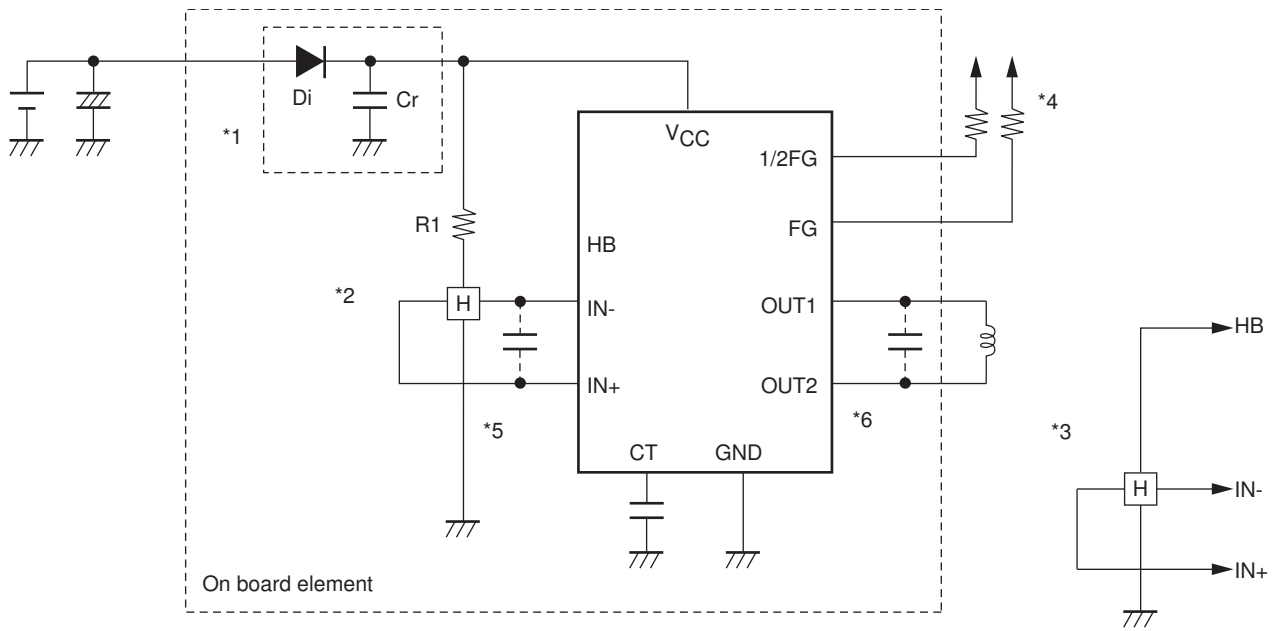 Di
Cr
*1
*4
VCC
1/2FG
R1
FG
HB
*2
H
IN-
OUT1
HB
IN+
OUT2
*6
*3
*5
CT
GND
H
IN-
IN+
On board element